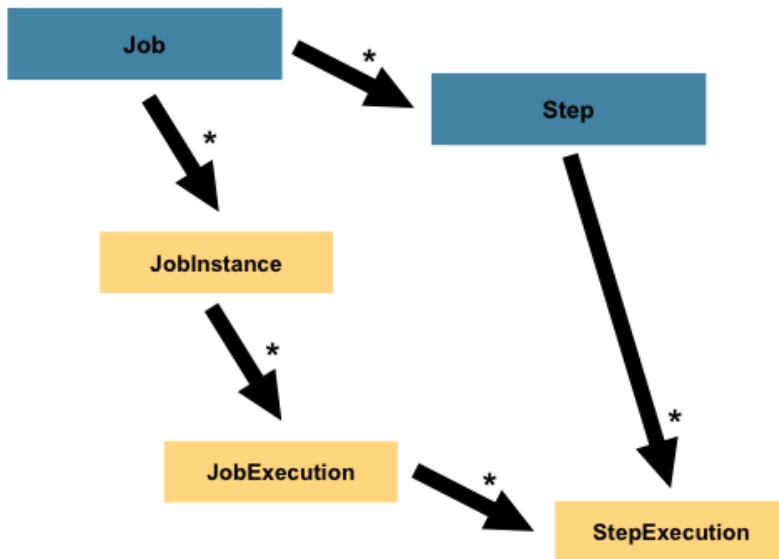 Job
*
Step
*
JobInstance
*
JobExecution
*
*
StepExecution